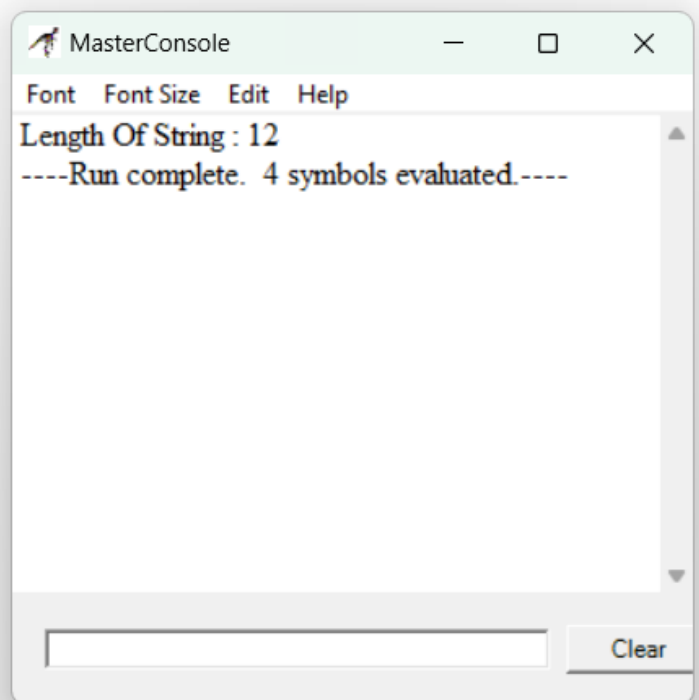 MasterConsole
Font Font Size Edit Help
Length Of String : 12
----Run complete.  4 symbols evaluated.----
Clear